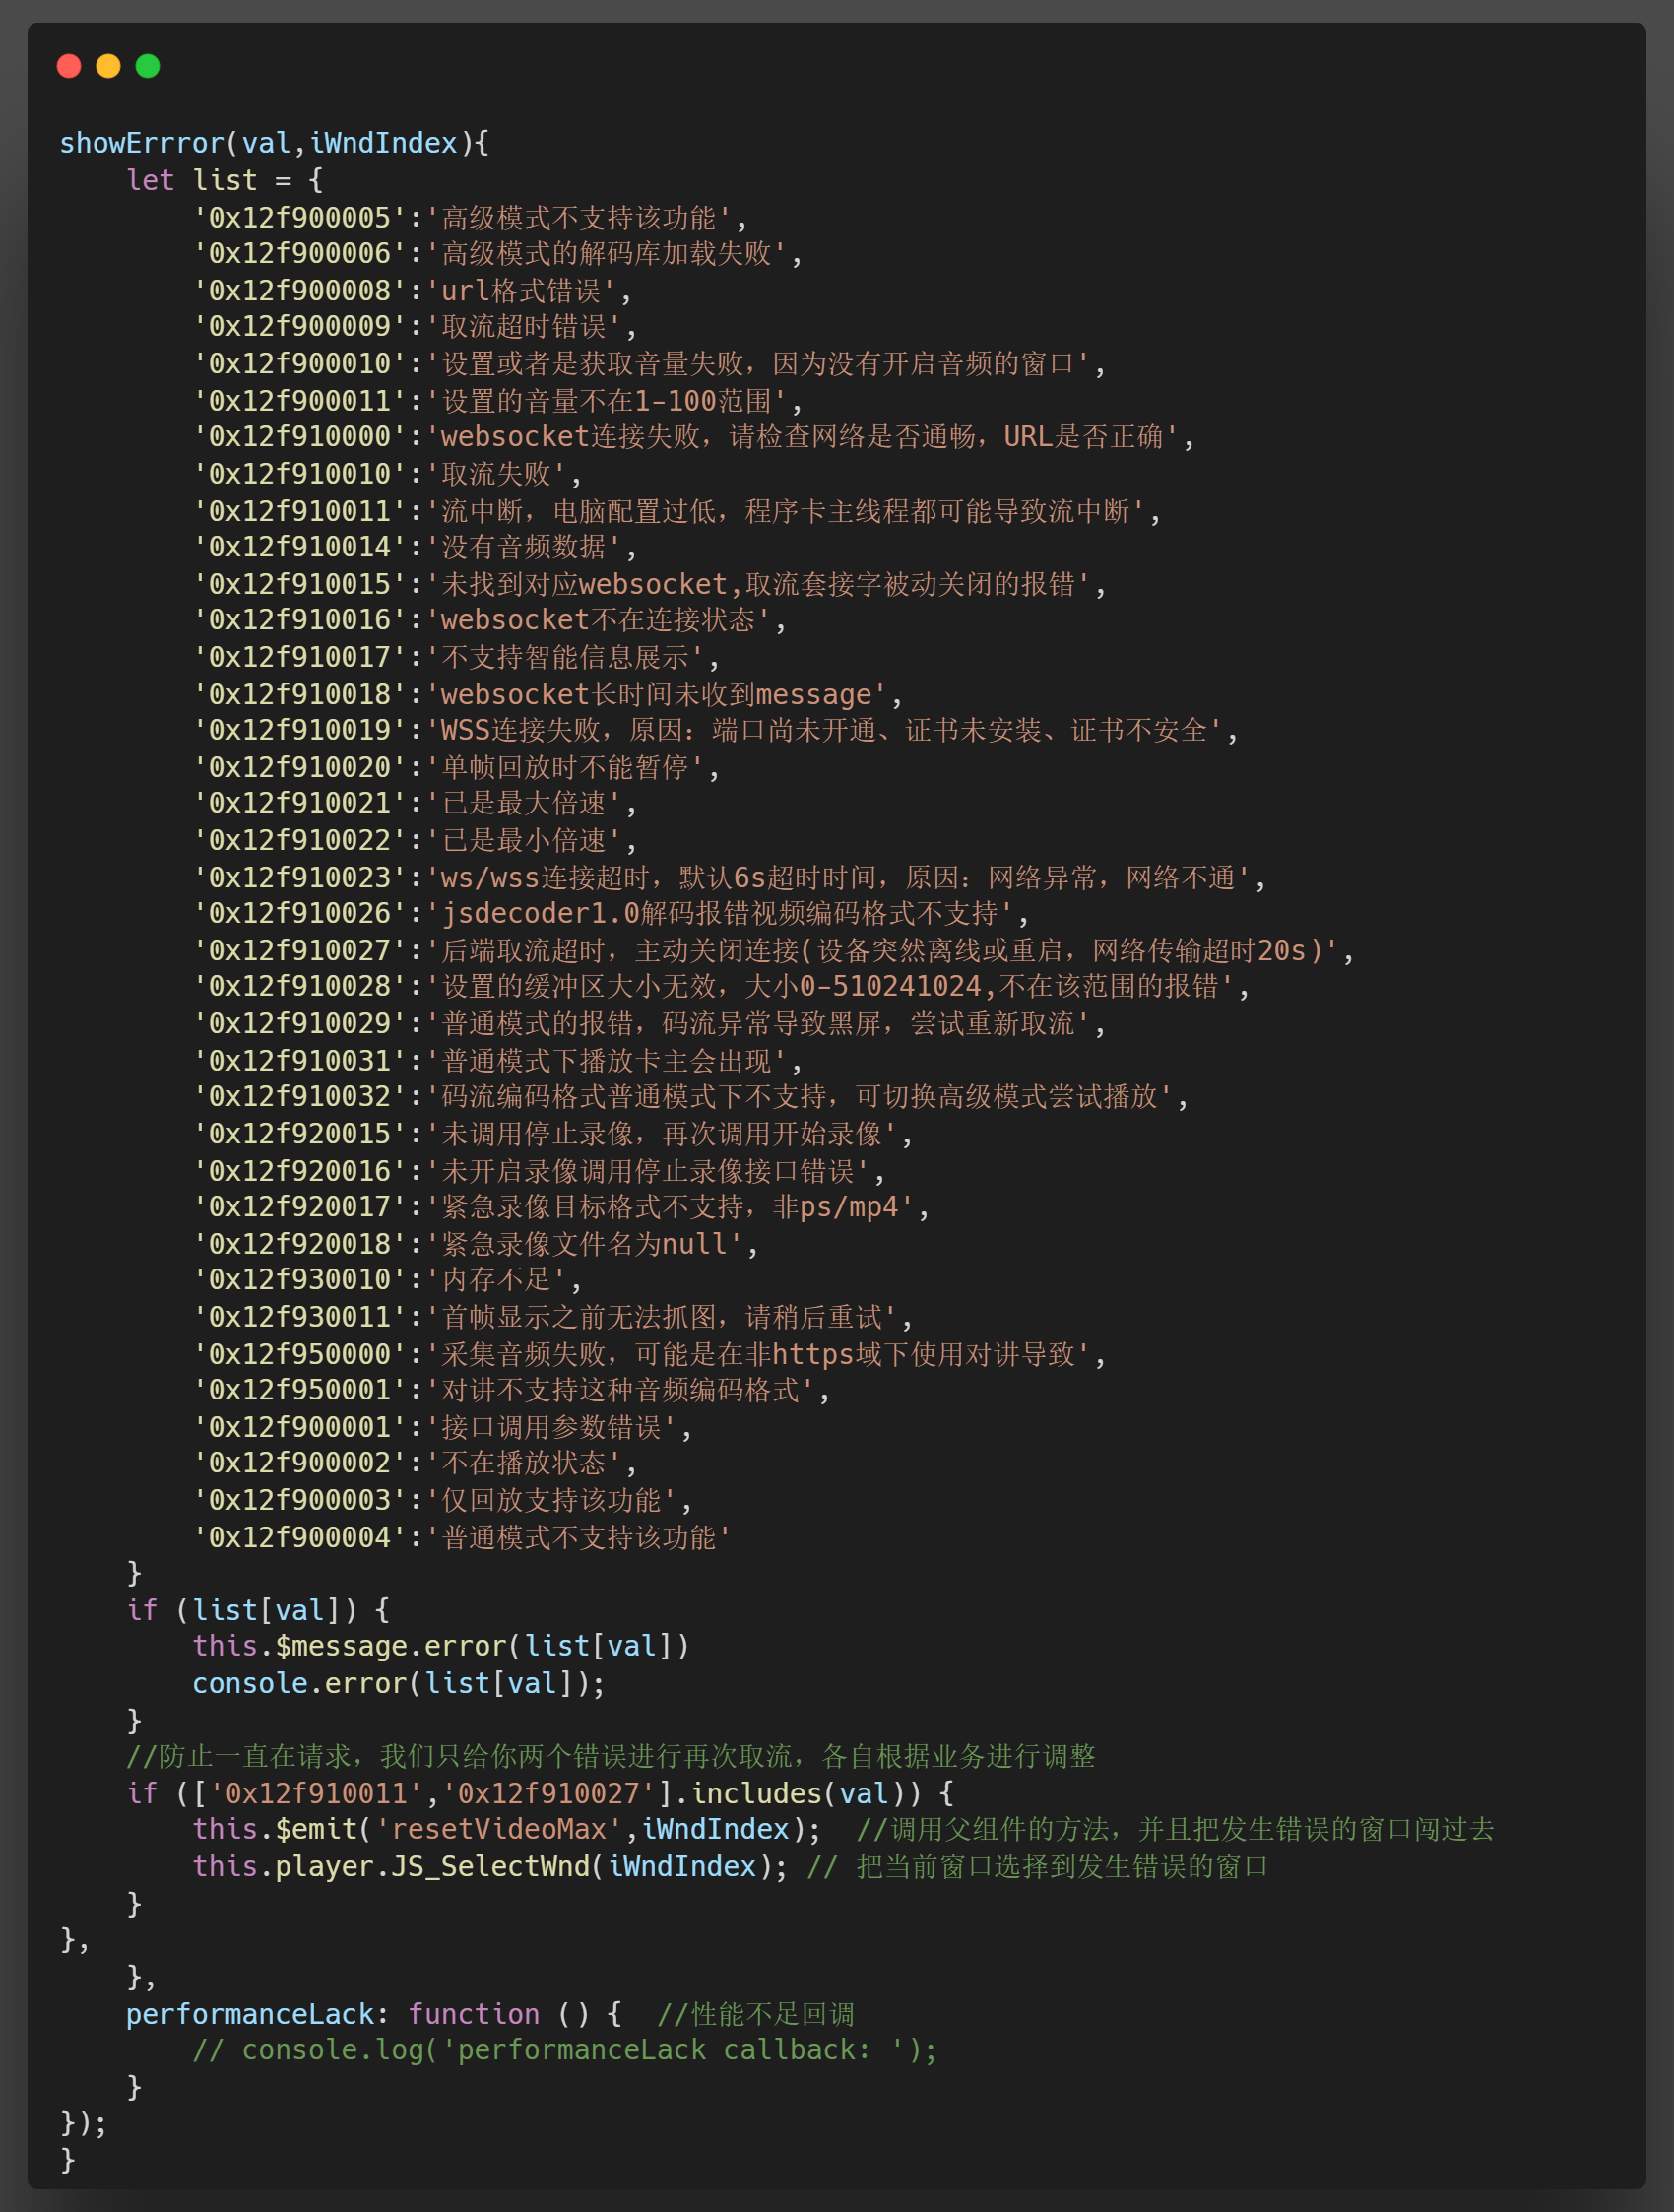 showErrror(val,iWndIndex){
    let list = {
        '0x12f900005':'高级模式不支持该功能',
        '0x12f900006':'高级模式的解码库加载失败',
        '0x12f900008':'url格式错误',
        '0x12f900009':'取流超时错误',
        '0x12f900010':'设置或者是获取音量失败，因为没有开启音频的窗口',
        '0x12f900011':'设置的音量不在1-100范围',
        '0x12f910000':'websocket连接失败，请检查网络是否通畅，URL是否正确',
        '0x12f910010':'取流失败',
        '0x12f910011':'流中断，电脑配置过低，程序卡主线程都可能导致流中断',
        '0x12f910014':'没有音频数据',
        '0x12f910015':'未找到对应websocket,取流套接字被动关闭的报错',
        '0x12f910016':'websocket不在连接状态',
        '0x12f910017':'不支持智能信息展示',
        '0x12f910018':'websocket长时间未收到message',
        '0x12f910019':'WSS连接失败，原因：端口尚未开通、证书未安装、证书不安全',
        '0x12f910020':'单帧回放时不能暂停',
        '0x12f910021':'已是最大倍速',
        '0x12f910022':'已是最小倍速',
        '0x12f910023':'ws/wss连接超时，默认6s超时时间，原因：网络异常，网络不通',
        '0x12f910026':'jsdecoder1.0解码报错视频编码格式不支持',
        '0x12f910027':'后端取流超时，主动关闭连接(设备突然离线或重启，网络传输超时20s)',
        '0x12f910028':'设置的缓冲区大小无效，大小0-510241024,不在该范围的报错',
        '0x12f910029':'普通模式的报错，码流异常导致黑屏，尝试重新取流',
        '0x12f910031':'普通模式下播放卡主会出现',
        '0x12f910032':'码流编码格式普通模式下不支持，可切换高级模式尝试播放',
        '0x12f920015':'未调用停止录像，再次调用开始录像',
        '0x12f920016':'未开启录像调用停止录像接口错误',
        '0x12f920017':'紧急录像目标格式不支持，非ps/mp4',
        '0x12f920018':'紧急录像文件名为null',
        '0x12f930010':'内存不足',
        '0x12f930011':'首帧显示之前无法抓图，请稍后重试',
        '0x12f950000':'采集音频失败，可能是在非https域下使用对讲导致',
        '0x12f950001':'对讲不支持这种音频编码格式',
        '0x12f900001':'接口调用参数错误',
        '0x12f900002':'不在播放状态',
        '0x12f900003':'仅回放支持该功能',
        '0x12f900004':'普通模式不支持该功能'
    }
    if (list[val]) {
        this.$message.error(list[val])
        console.error(list[val]);
    }
    //防止一直在请求，我们只给你两个错误进行再次取流，各自根据业务进行调整
    if (['0x12f910011','0x12f910027'].includes(val)) {
        this.$emit('resetVideoMax',iWndIndex);  //调用父组件的方法，并且把发生错误的窗口闯过去
        this.player.JS_SelectWnd(iWndIndex); // 把当前窗口选择到发生错误的窗口
    }
},
    },
    performanceLack: function () {  //性能不足回调
        // console.log('performanceLack callback: ');
    }
});
}